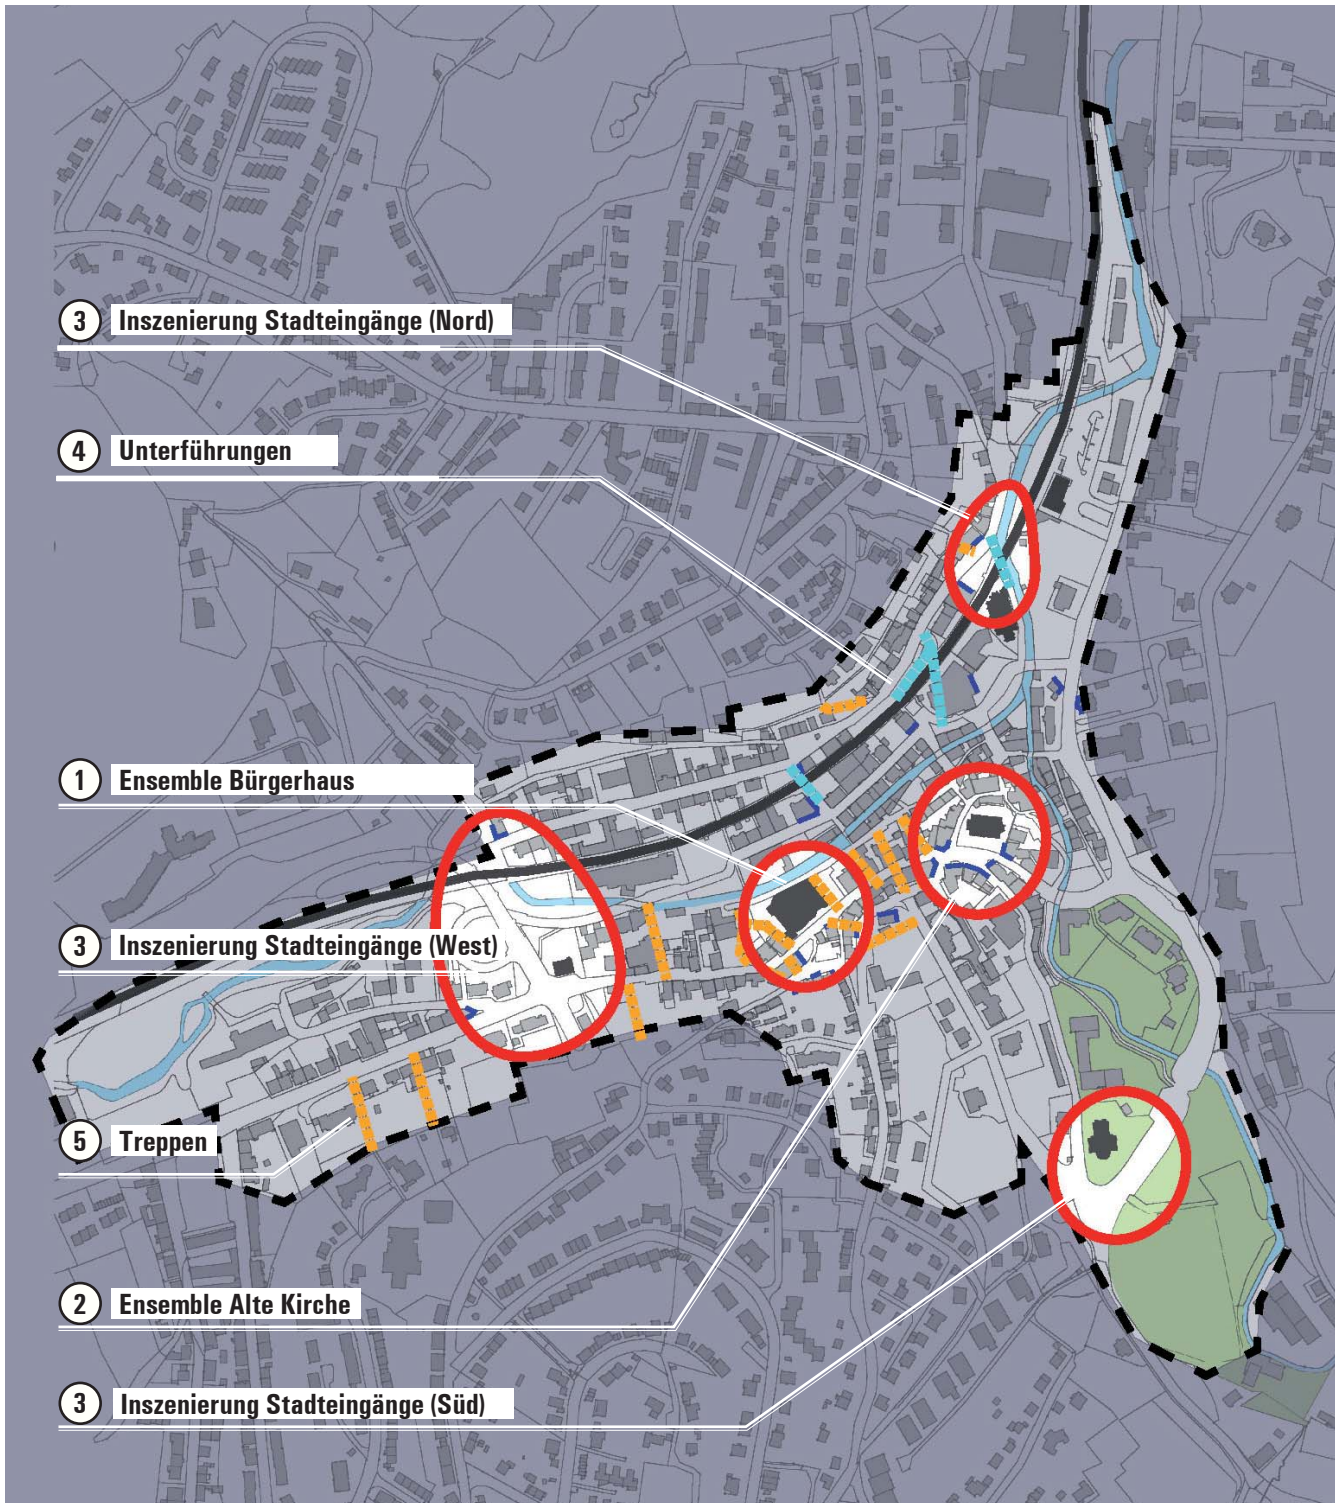 3 Inszenierung Stadteingänge (Nord)
4 Unterführungen
1 Ensemble Bürgerhaus
3 Inszenierung Stadteingänge (West)
5 Treppen
2 Ensemble Alte Kirche
3 Inszenierung Stadteingänge (Süd)